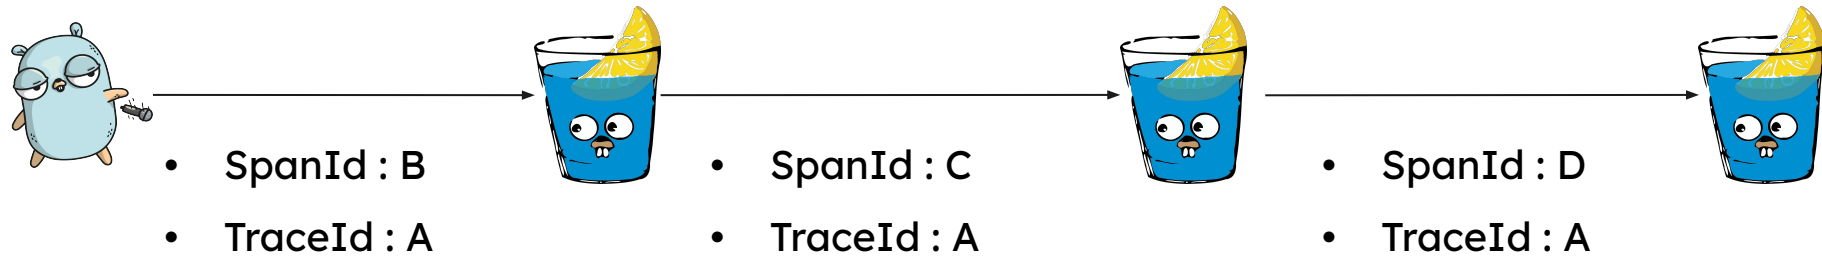 • SpanId : B
• TraceId : A
• SpanId : C
• TraceId : A
• SpanId : D
• TraceId : A